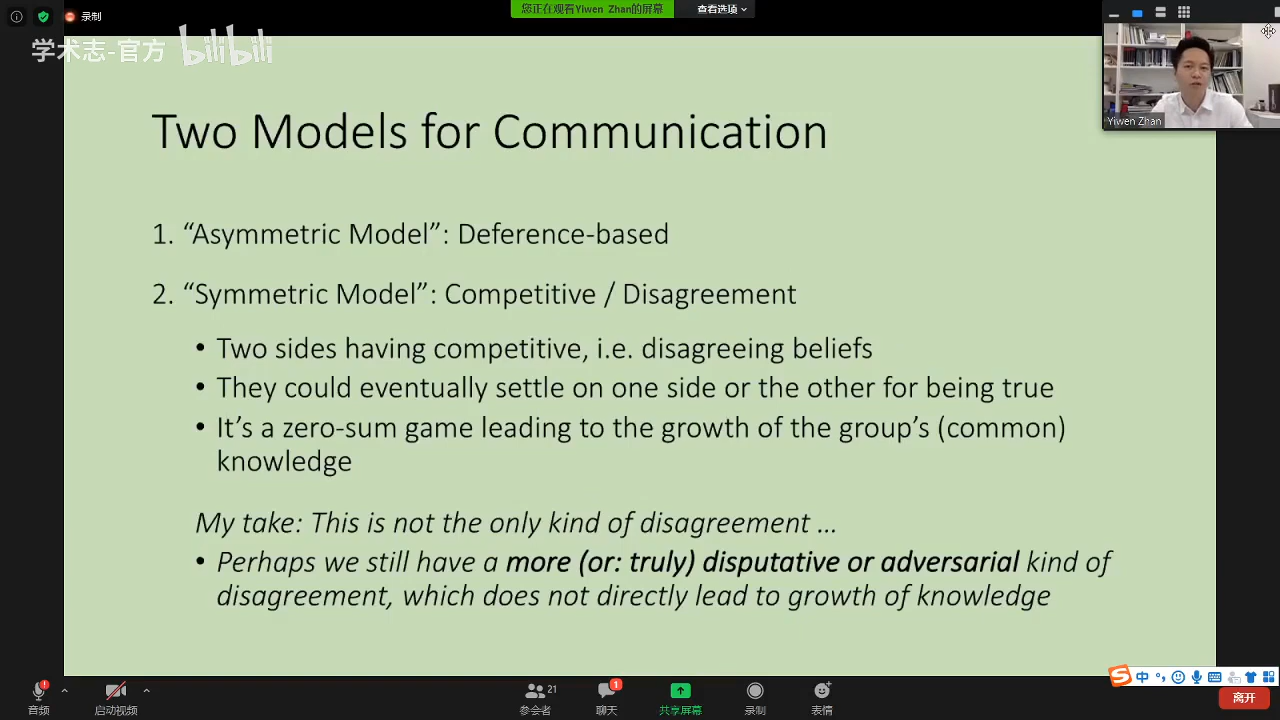 录制
您正在观看Yiwen Zhan的屏幕
查看选项
学术志-官方 bilibili
Yiwen Zhan
Two Models for Communication
1. “Asymmetric Model”: Deference-based
2. “Symmetric Model”: Competitive / Disagreement
• Two sides having competitive, i.e. disagreeing beliefs
• They could eventually settle on one side or the other for being true
• It’s a zero-sum game leading to the growth of the group’s (common)
knowledge
My take: This is not the only kind of disagreement …
• Perhaps we still have a more (or: truly) disputative or adversarial kind of
disagreement, which does not directly lead to growth of knowledge
S 中
音频
启动视频
参会者 21
聊天 1
共享屏幕
录制
表情
离开